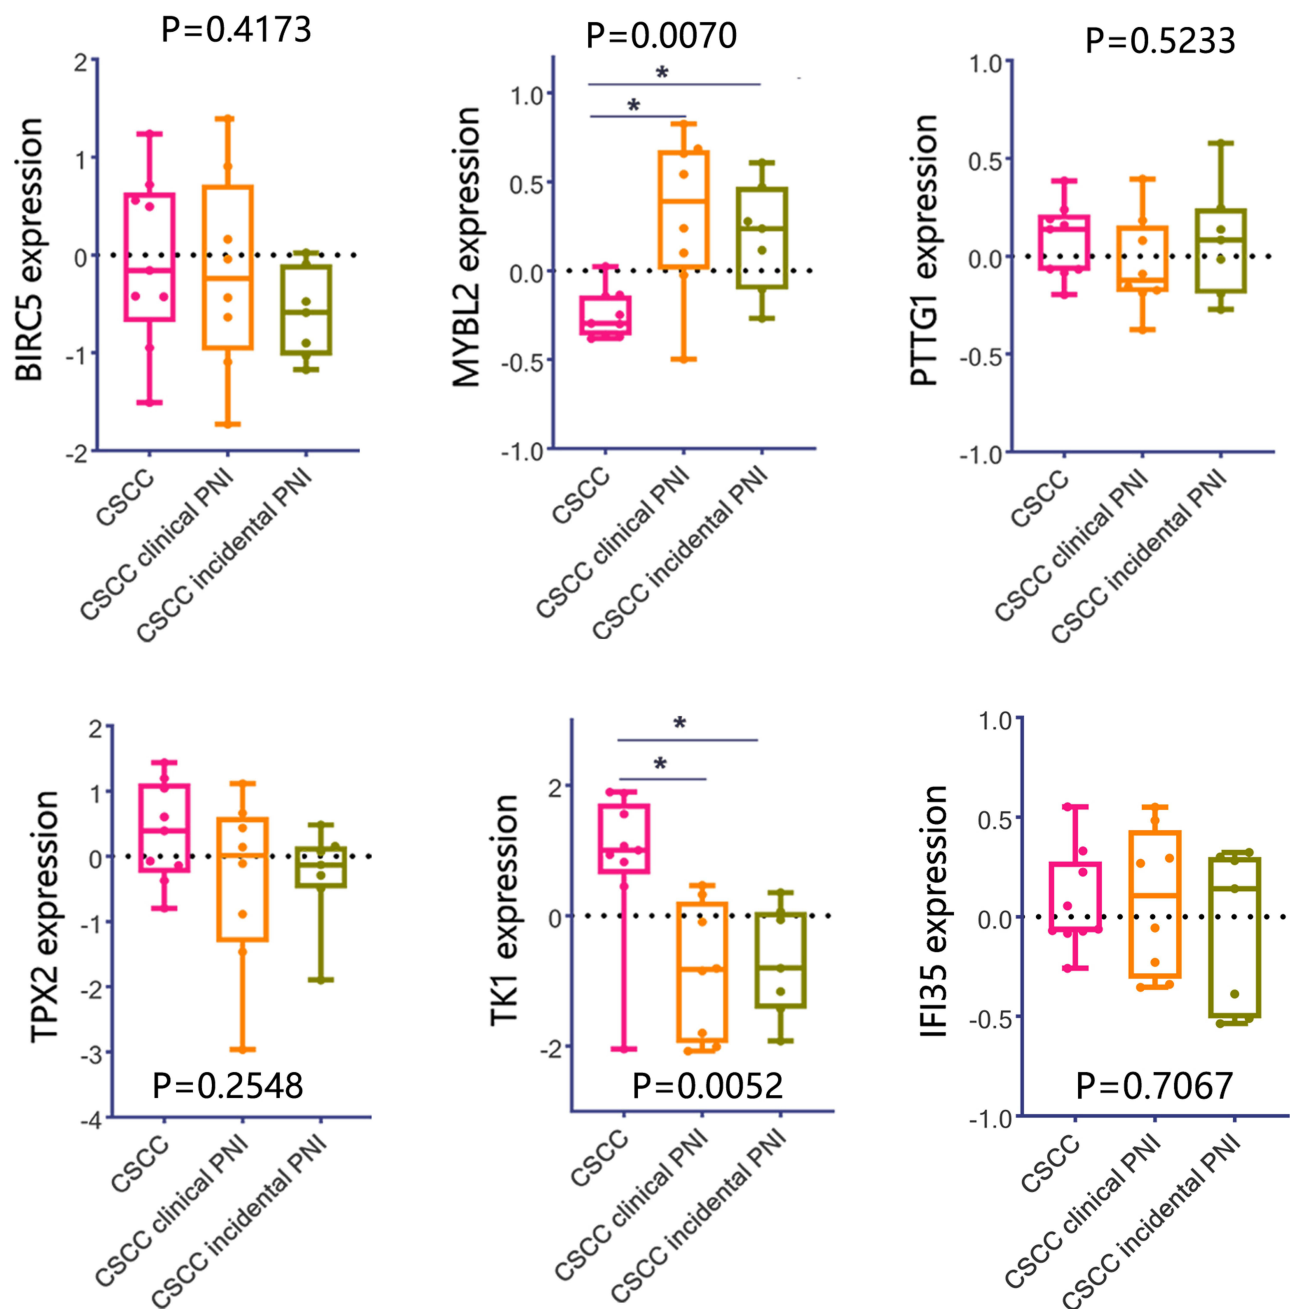 P=0.4173
BIRC5 expression
2
1
0
-1
-2
CSCC
CSCC clinical PNI
CSCC incidental PNI
P=0.0070
MYBL2 expression
1.0
0.5
0.0
-0.5
-1.0
*
*
CSCC
CSCC clinical PNI
CSCC incidental PNI
P=0.5233
PTTG1 expression
1.0
0.5
0.0
-0.5
-1.0
CSCC
CSCC clinical PNI
CSCC incidental PNI
TPX2 expression
2
1
0
-1
-2
-3
-4
P=0.2548
CSCC
CSCC clinical PNI
CSCC incidental PNI
TK1 expression
*
*
2
0
-2
P=0.0052
CSCC
CSCC clinical PNI
CSCC incidental PNI
IFI35 expression
1.0
0.5
0.0
-0.5
-1.0
P=0.7067
CSCC
CSCC clinical PNI
CSCC incidental PNI